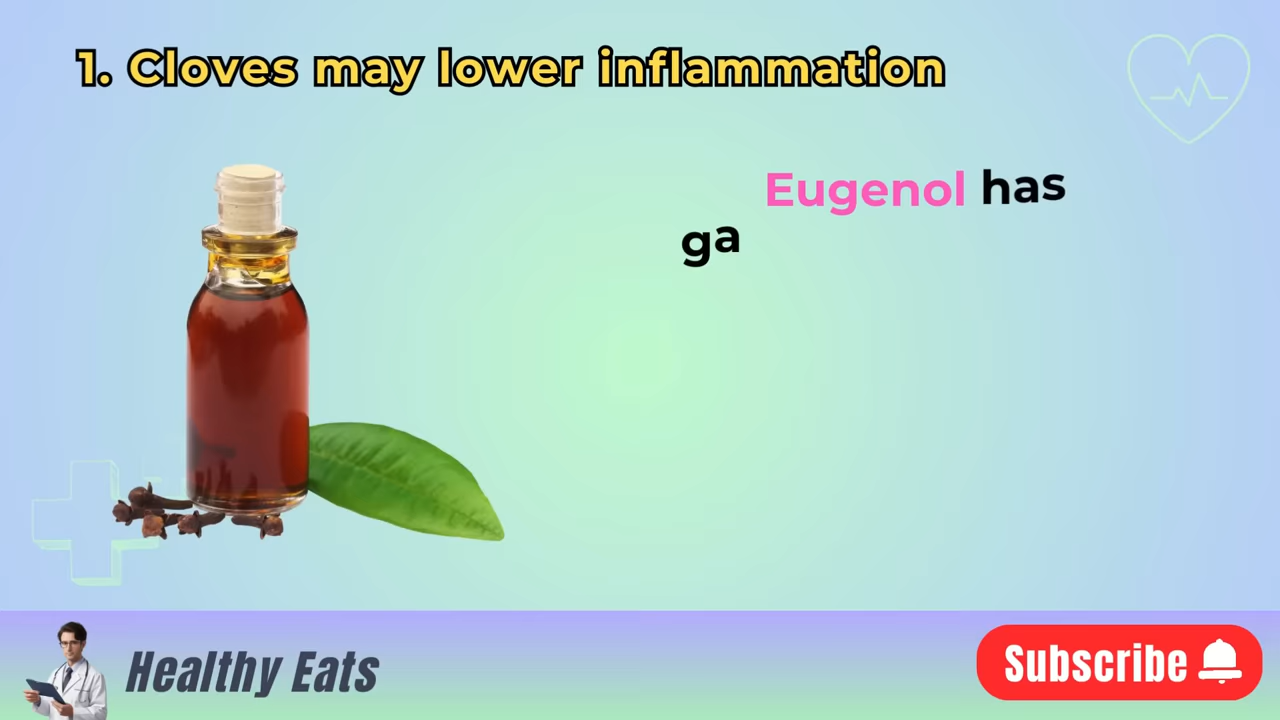 1. Cloves may lower inflammation
Eugenol has
ga
Healthy Eats
Subscribe